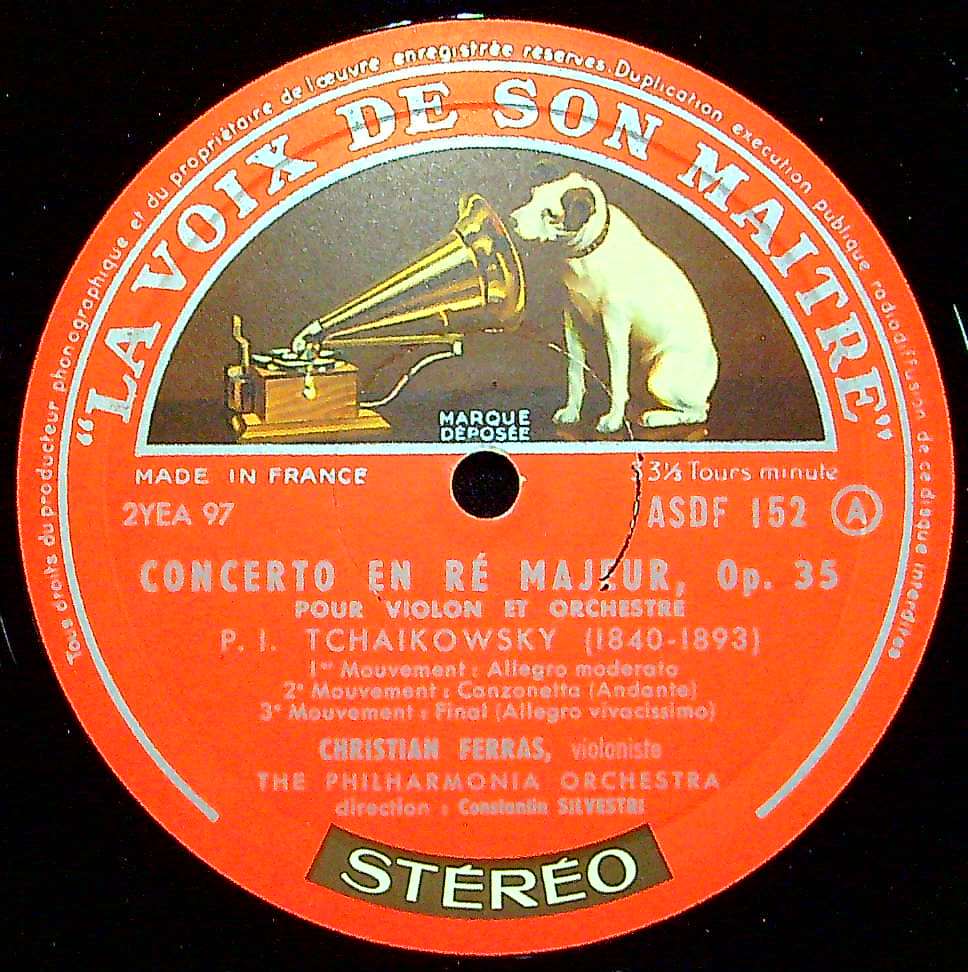 Tous droits du producteur phonographique et du propriétaire de l'œuvre enregistrée réservés. Duplication exécution publique radiodiffusion de ce disque interdites
"LA VOIX DE SON MAITRE"
MARQUE
DÉPOSÉE
MADE IN FRANCE 33⅓ Tours minute
2YEA 97 ASDF 152 A
CONCERTO EN RÉ MAJEUR, Op. 35
POUR VIOLON ET ORCHESTRE
P. I. TCHAIKOWSKY (1840-1893)
1er Mouvement : Allegro moderato
2e Mouvement : Canzonetta (Andante)
3e Mouvement : Final (Allegro vivacissimo)
CHRISTIAN FERRAS, violoniste
THE PHILHARMONIA ORCHESTRA
direction : Constantin SILVESTRI
STÉRÉO